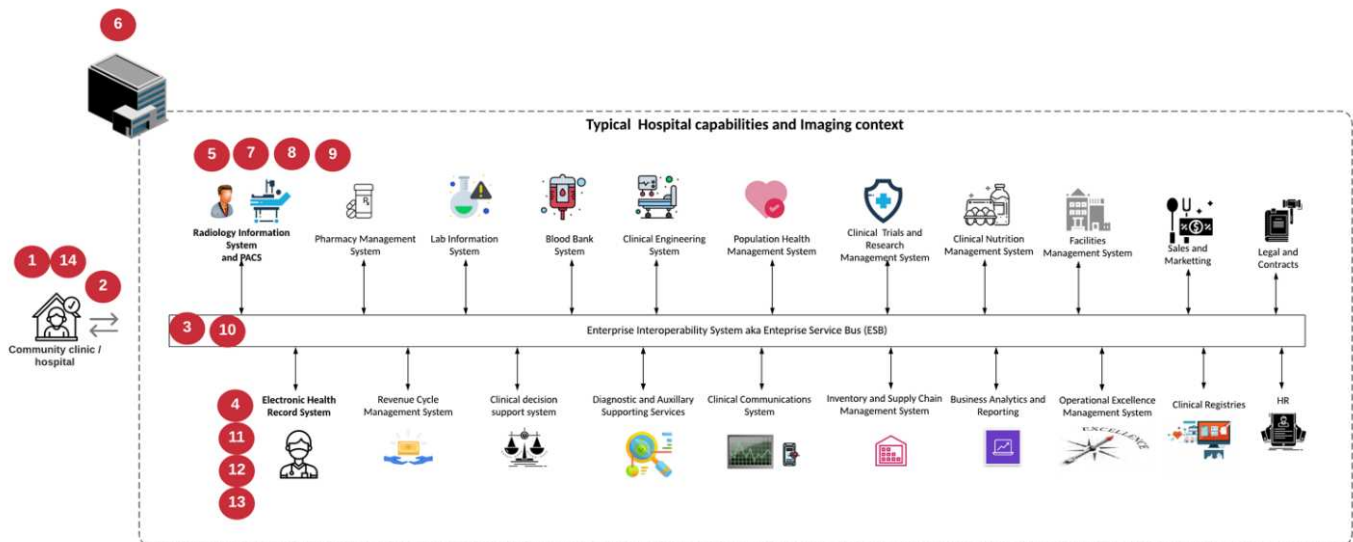 6
Typical Hospital capabilities and Imaging context
5
7
8
9
Radiology Information
System
and PACS
Pharmacy Management
System
Lab Information
System
Blood Bank
System
Clinical Engineering
System
Population Health
Management System
Clinical Trials and
Research
Management System
Clinical Nutrition
Management System
Facilities
Management System
Sales and
Marketting
Legal and
Contracts
1
14
2
Community clinic /
hospital
3
10
Enterprise Interoperability System aka Enteprise Service Bus (ESB)
4
11
12
13
Electronic Health
Record System
Revenue Cycle
Management System
Clinical decision
support system
Diagnostic and Auxillary
Supporting Services
Clinical Communications
System
Inventory and Supply Chain
Management System
Business Analytics and
Reporting
Operational Excellence
Management System
EXCELLENCE
Clinical Registries
HR